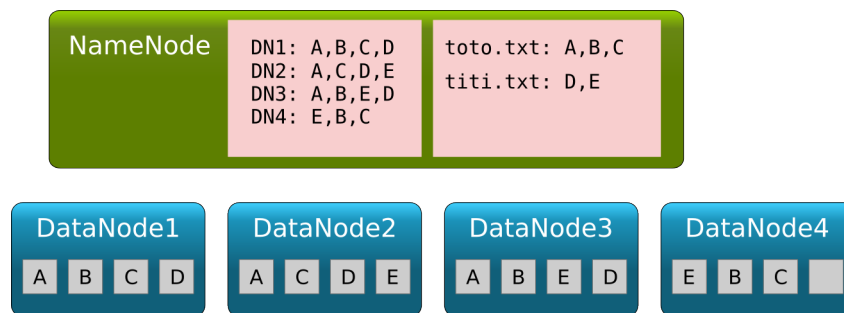 NameNode
DN1: A,B,C,D
DN2: A,C,D,E
DN3: A,B,E,D
DN4: E,B,C
toto.txt: A,B,C
titi.txt: D,E
DataNode1
A B C D
DataNode2
A C D E
DataNode3
A B E D
DataNode4
E B C